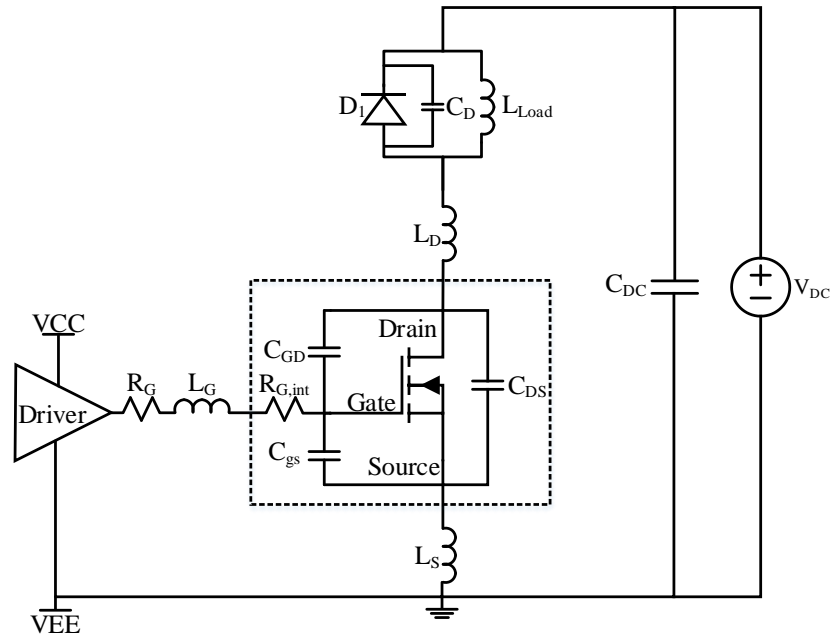 D1
CD
LLoad
LD
CDC
VDC
+
−
VCC
Driver
RG
LG
RG,int
CGD
Drain
Gate
CDS
Cgs
Source
LS
VEE